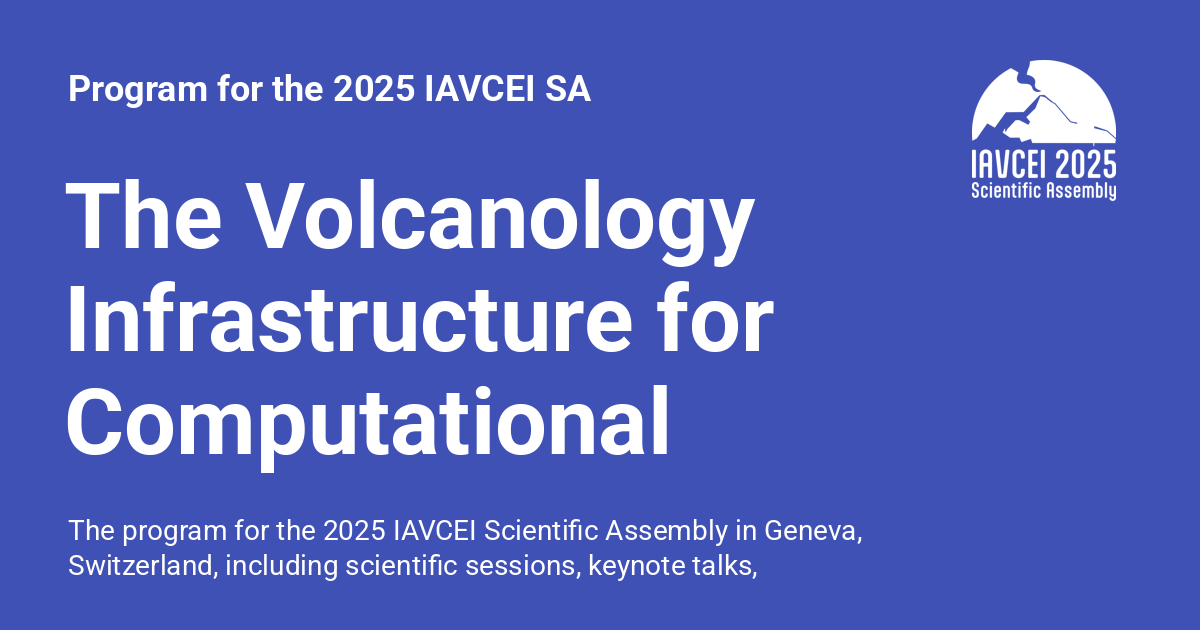 Program for the 2025 IAVCEI SA
IAVCEI 2025
Scientific Assembly
The Volcanology
Infrastructure for
Computational
The program for the 2025 IAVCEI Scientific Assembly in Geneva,
Switzerland, including scientific sessions, keynote talks,